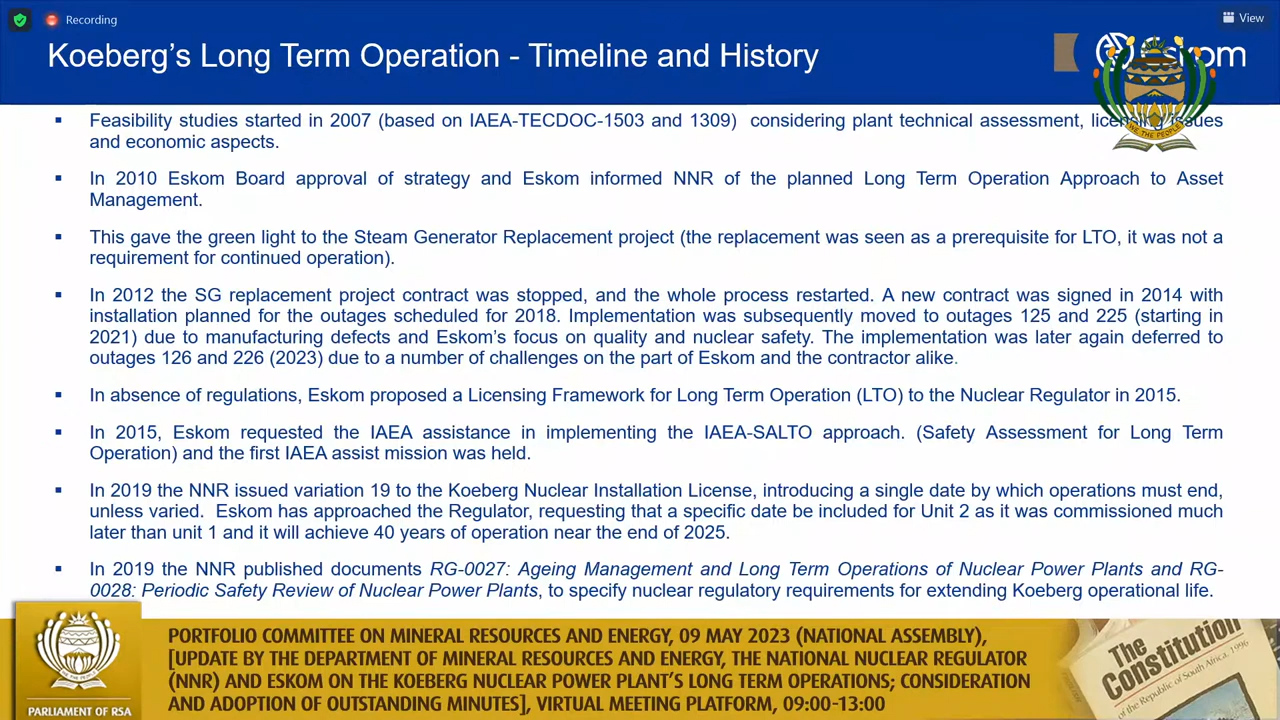 Recording
View
Koeberg's Long Term Operation - Timeline and History
Eskom
WE THE PEOPLE
▪ Feasibility studies started in 2007 (based on IAEA-TECDOC-1503 and 1309) considering plant technical assessment, licensing issues
and economic aspects.
▪ In 2010 Eskom Board approval of strategy and Eskom informed NNR of the planned Long Term Operation Approach to Asset
Management.
▪ This gave the green light to the Steam Generator Replacement project (the replacement was seen as a prerequisite for LTO, it was not a
requirement for continued operation).
▪ In 2012 the SG replacement project contract was stopped, and the whole process restarted. A new contract was signed in 2014 with
installation planned for the outages scheduled for 2018. Implementation was subsequently moved to outages 125 and 225 (starting in
2021) due to manufacturing defects and Eskom's focus on quality and nuclear safety. The implementation was later again deferred to
outages 126 and 226 (2023) due to a number of challenges on the part of Eskom and the contractor alike.
▪ In absence of regulations, Eskom proposed a Licensing Framework for Long Term Operation (LTO) to the Nuclear Regulator in 2015.
▪ In 2015, Eskom requested the IAEA assistance in implementing the IAEA-SALTO approach. (Safety Assessment for Long Term
Operation) and the first IAEA assist mission was held.
▪ In 2019 the NNR issued variation 19 to the Koeberg Nuclear Installation License, introducing a single date by which operations must end,
unless varied. Eskom has approached the Regulator, requesting that a specific date be included for Unit 2 as it was commissioned much
later than unit 1 and it will achieve 40 years of operation near the end of 2025.
▪ In 2019 the NNR published documents RG-0027: Ageing Management and Long Term Operations of Nuclear Power Plants and RG-
0028: Periodic Safety Review of Nuclear Power Plants, to specify nuclear regulatory requirements for extending Koeberg operational life.
PORTFOLIO COMMITTEE ON MINERAL RESOURCES AND ENERGY, 09 MAY 2023 (NATIONAL ASSEMBLY),
[UPDATE BY THE DEPARTMENT OF MINERAL RESOURCES AND ENERGY, THE NATIONAL NUCLEAR REGULATOR
(NNR) AND ESKOM ON THE KOEBERG NUCLEAR POWER PLANT'S LONG TERM OPERATIONS; CONSIDERATION
AND ADOPTION OF OUTSTANDING MINUTES], VIRTUAL MEETING PLATFORM, 09:00-13:00
PARLIAMENT OF RSA
The
Constitution
of the Republic of South Africa, 1996